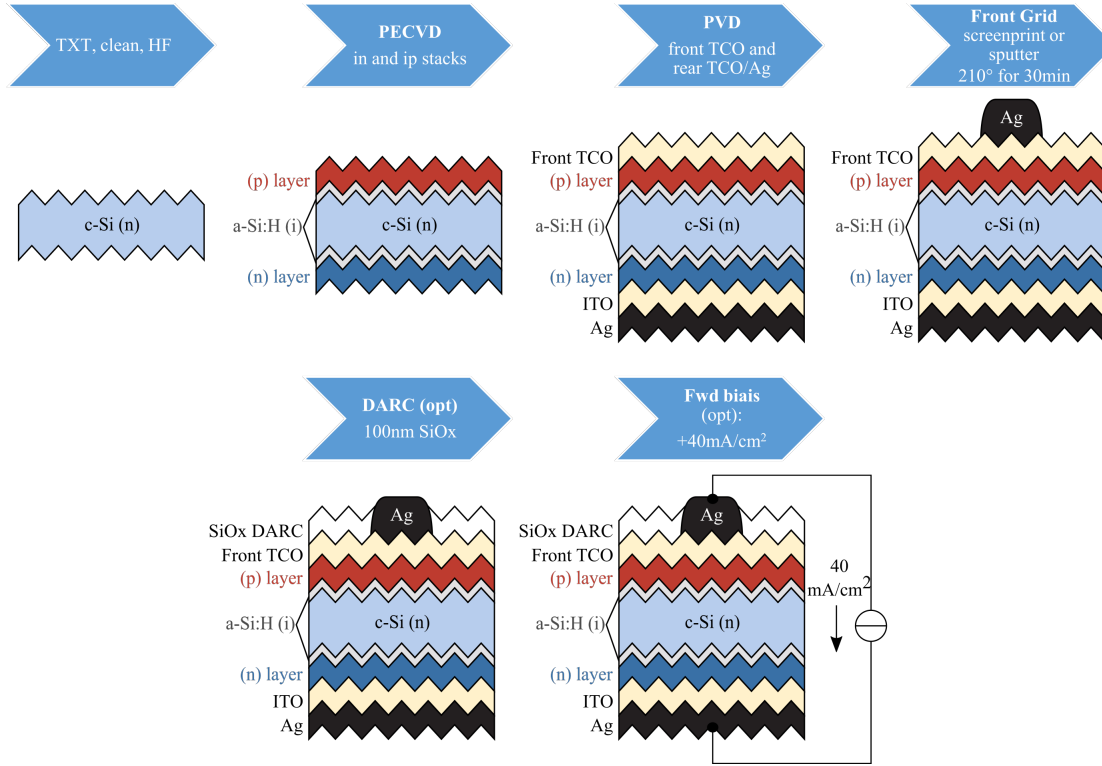 TXT, clean, HF
PECVD
in and ip stacks
PVD
front TCO and
rear TCO/Ag
Front Grid
screenprint or
sputter
210° for 30min
c-Si (n)
(p) layer
a-Si:H (i)
c-Si (n)
(n) layer
Front TCO
(p) layer
a-Si:H (i)
c-Si (n)
(n) layer
ITO
Ag
Ag
Front TCO
(p) layer
a-Si:H (i)
c-Si (n)
(n) layer
ITO
Ag
DARC (opt)
100nm SiOx
Fwd biais
(opt):
+40mA/cm²
Ag
SiOx DARC
Front TCO
(p) layer
a-Si:H (i)
c-Si (n)
(n) layer
ITO
Ag
Ag
SiOx DARC
Front TCO
(p) layer
a-Si:H (i)
c-Si (n)
(n) layer
ITO
Ag
40
mA/cm²